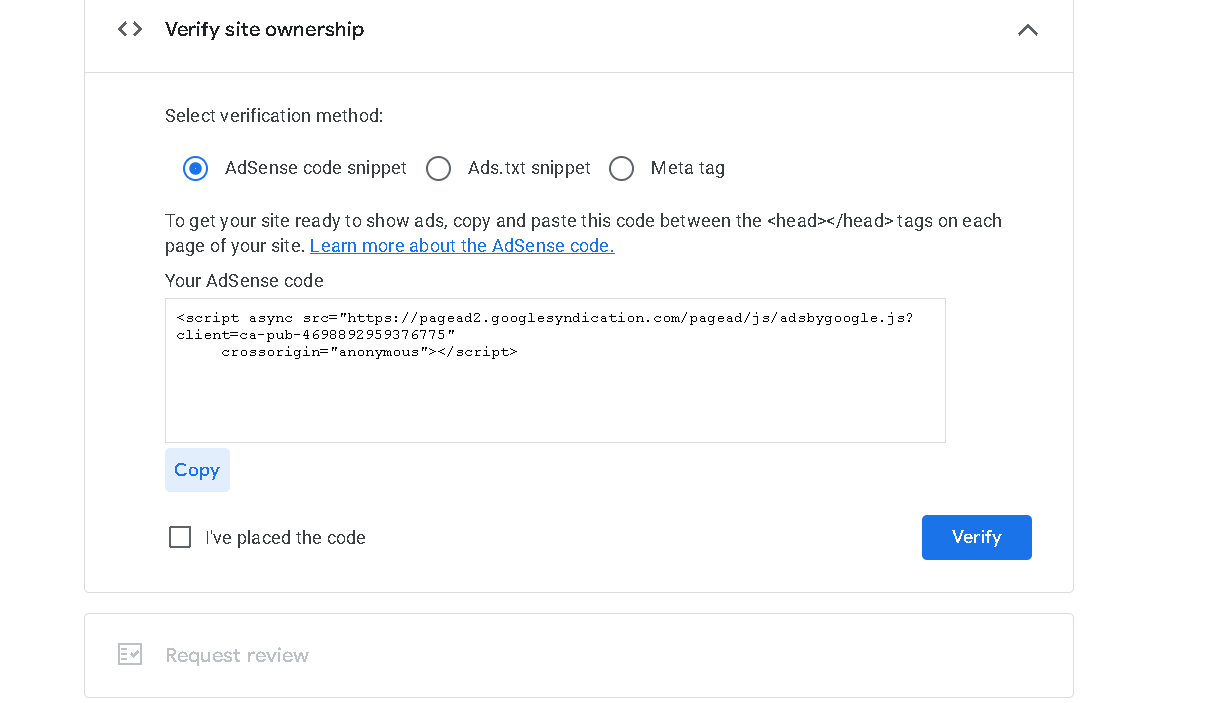 Verify site ownership
Select verification method:
AdSense code snippet Ads.txt snippet Meta tag
To get your site ready to show ads, copy and paste this code between the <head></head> tags on each
page of your site. Learn more about the AdSense code.
Your AdSense code
<script async src="https://pagead2.googlesyndication.com/pagead/js/adsbygoogle.js?
client=ca-pub-4698892959376775"
crossorigin="anonymous"></script>
Copy
I've placed the code
Verify
Request review